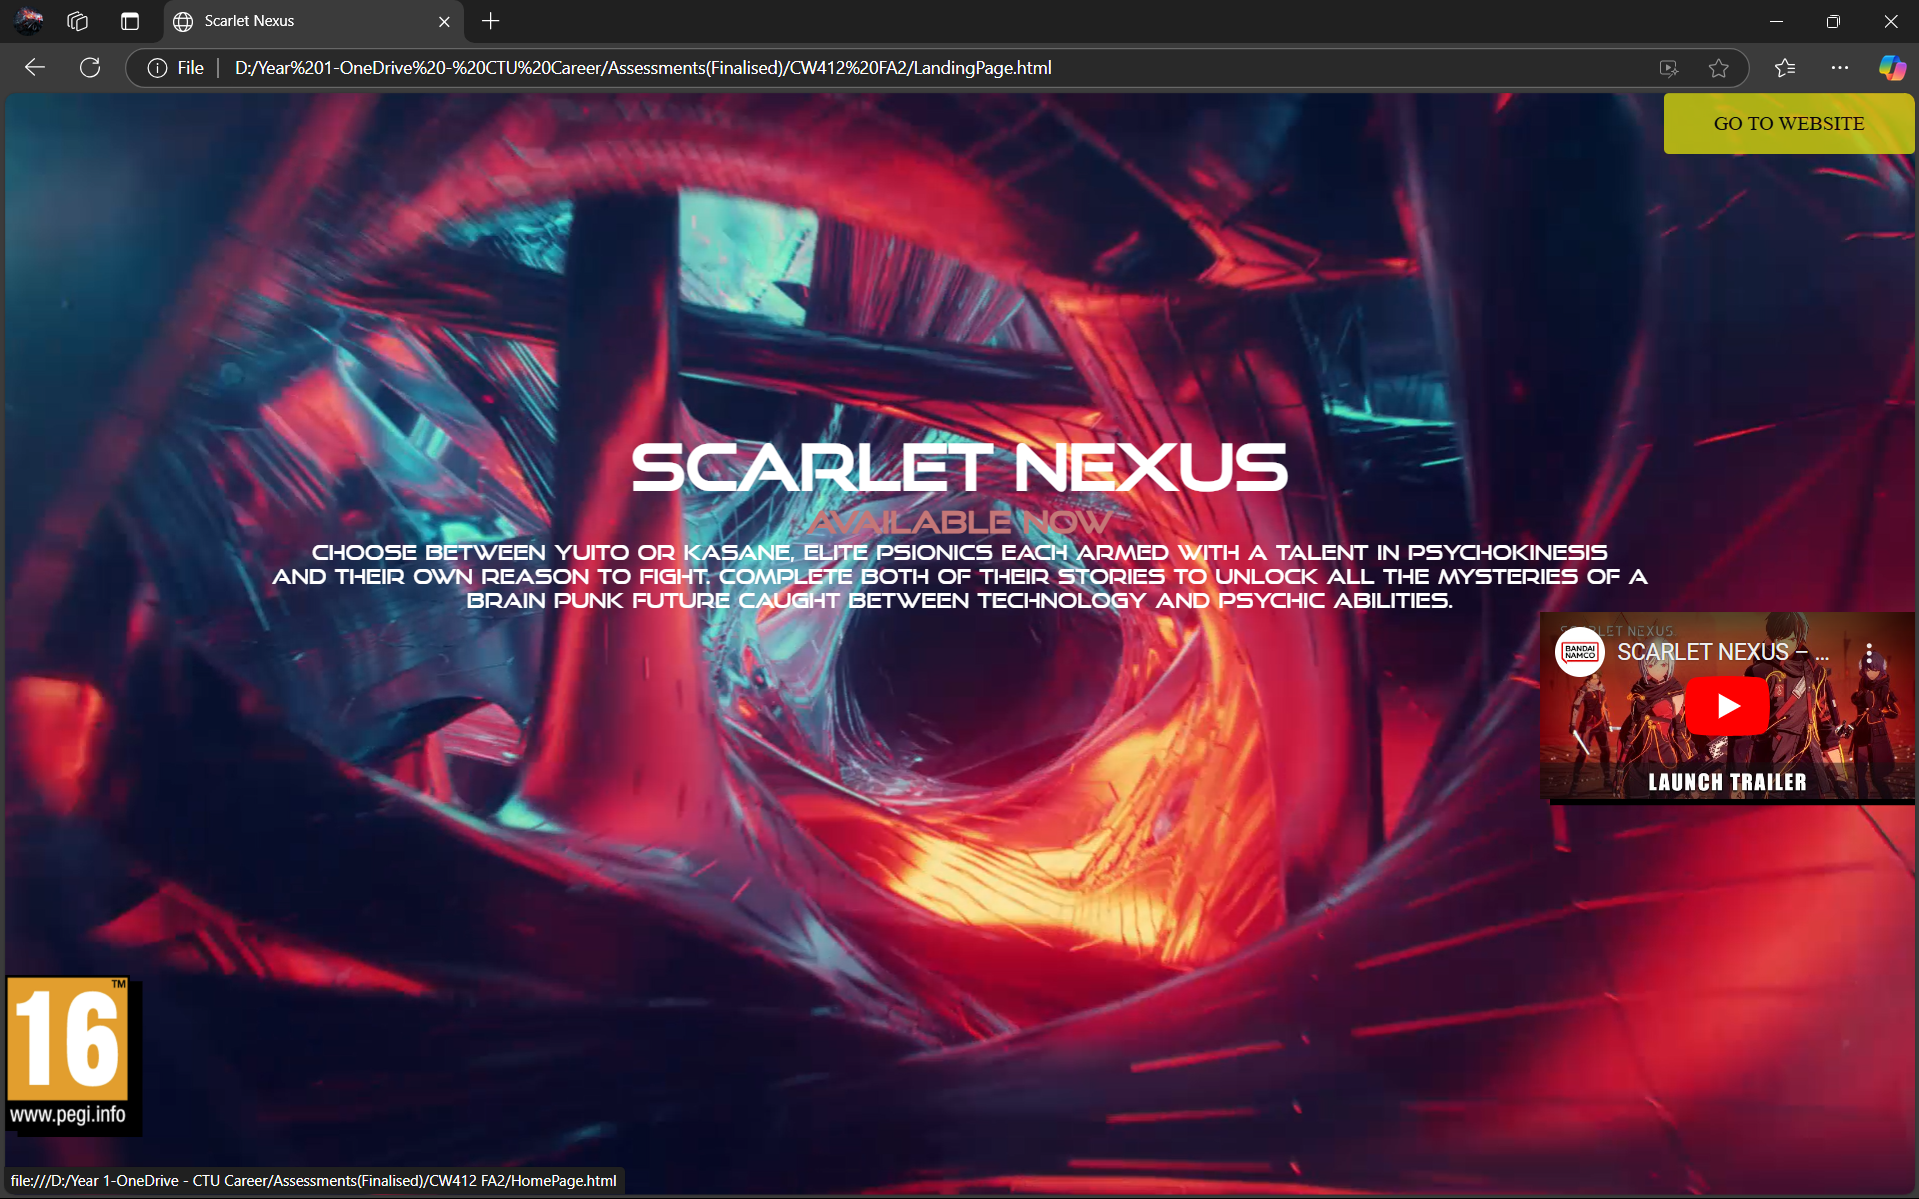 Scarlet Nexus
File
D:/Year%201-OneDrive%20-%20CTU%20Career/Assessments(Finalised)/CW412%20FA2/LandingPage.html
GO TO WEBSITE
SCARLET NEXUS
AVAILABLE NOW
CHOOSE BETWEEN YUITO OR KASANE, ELITE PSIONICS EACH ARMED WITH A TALENT IN PSYCHOKINESIS
AND THEIR OWN REASON TO FIGHT. COMPLETE BOTH OF THEIR STORIES TO UNLOCK ALL THE MYSTERIES OF A
BRAIN PUNK FUTURE CAUGHT BETWEEN TECHNOLOGY AND PSYCHIC ABILITIES.
SCARLET NEXUS
BANDAI
NAMCO
SCARLET NEXUS – ...
LAUNCH TRAILER
16
TM
www.pegi.info
file:///D:/Year 1-OneDrive - CTU Career/Assessments(Finalised)/CW412 FA2/HomePage.html